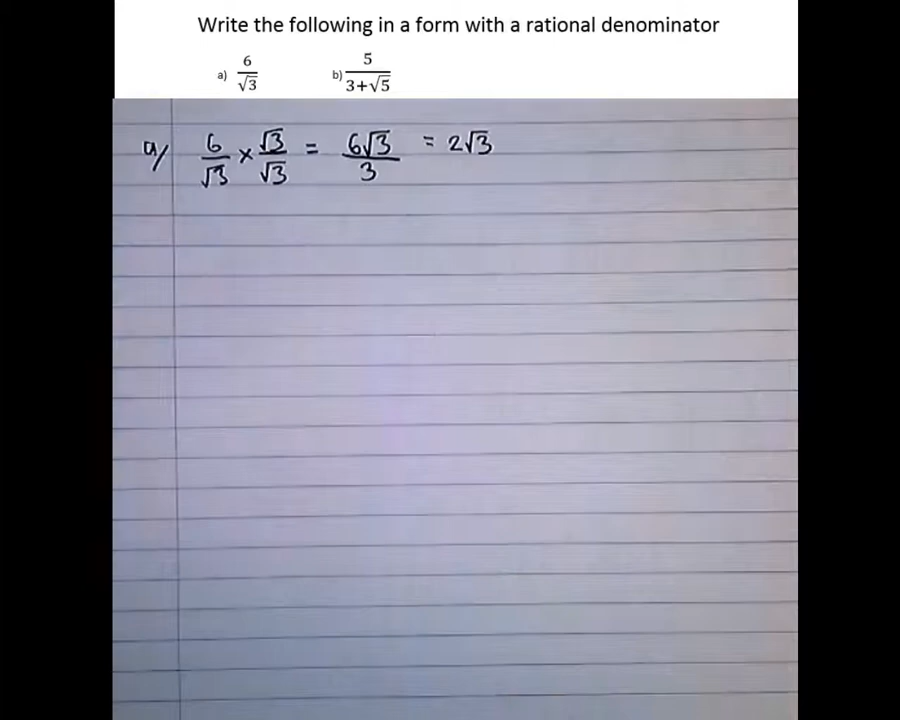 Write the following in a form with a rational denominator
a) 6/√3 b) 5/3+√5
a/ 6/√3 × √3/√3 = 6√3/3 = 2√3